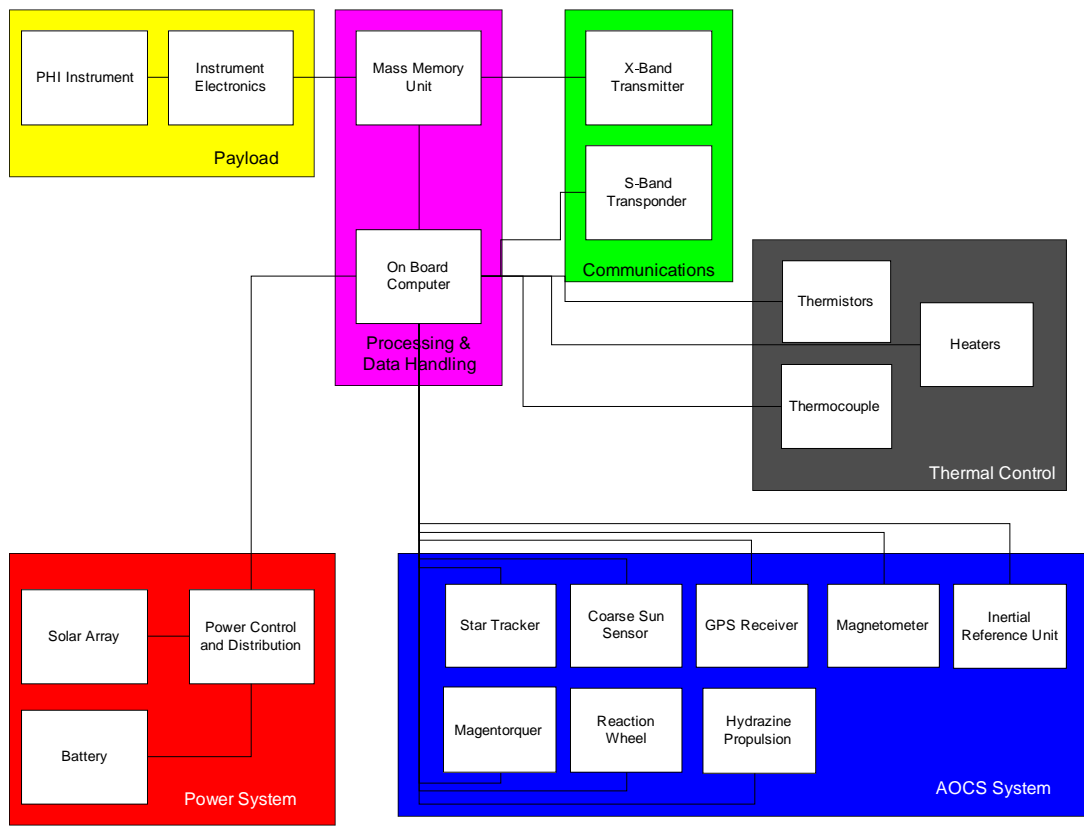 PHI Instrument
Instrument
Electronics
Payload
Mass Memory
Unit
X-Band
Transmitter
S-Band
Transponder
Communications
On Board
Computer
Processing &
Data Handling
Thermistors
Heaters
Thermocouple
Thermal Control
Solar Array
Power Control
and Distribution
Battery
Power System
Star Tracker
Coarse Sun
Sensor
GPS Receiver
Magnetometer
Inertial
Reference Unit
Magentorquer
Reaction
Wheel
Hydrazine
Propulsion
AOCS System